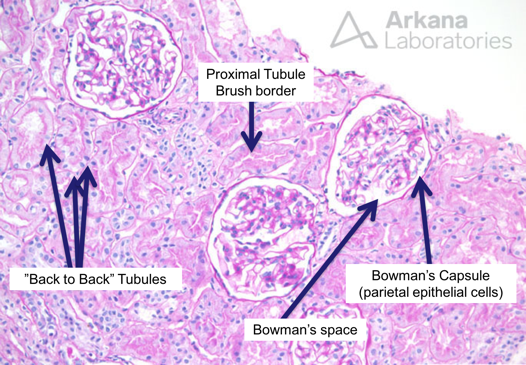 Arkana
Laboratories
Proximal Tubule
Brush border
"Back to Back" Tubules
Bowman's Capsule
(parietal epithelial cells)
Bowman's space